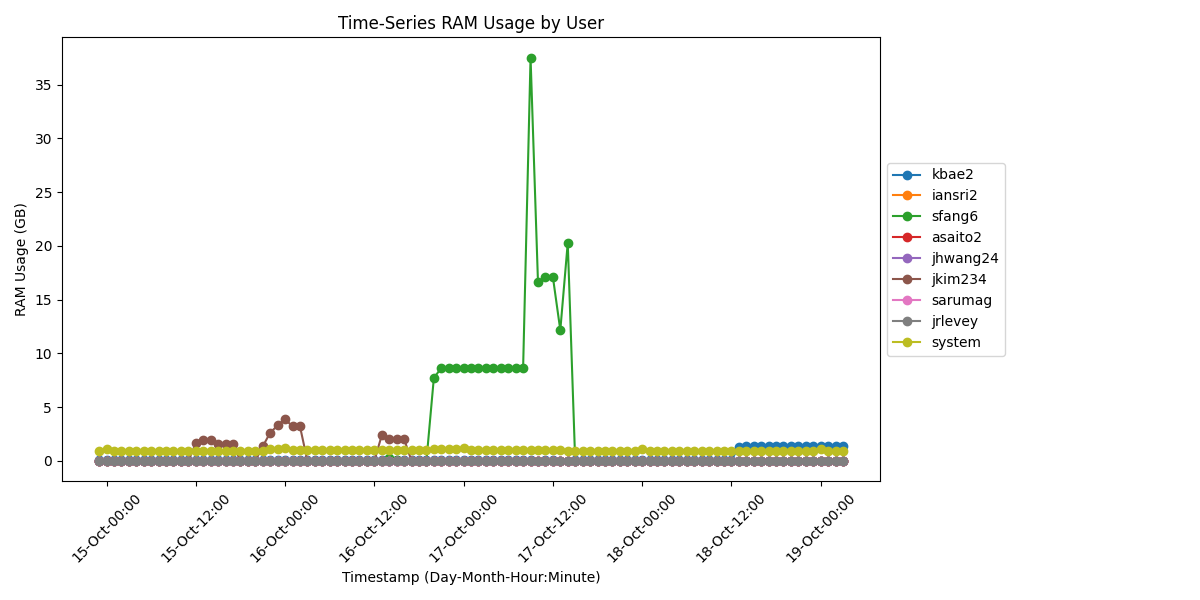 Time-Series RAM Usage by User
RAM Usage (GB)
35
30
25
20
15
10
5
0
15-Oct-00:00
15-Oct-12:00
16-Oct-00:00
16-Oct-12:00
17-Oct-00:00
17-Oct-12:00
18-Oct-00:00
18-Oct-12:00
19-Oct-00:00
Timestamp (Day-Month-Hour:Minute)
kbae2
iansri2
sfang6
asaito2
jhwang24
jkim234
sarumag
jrlevey
system